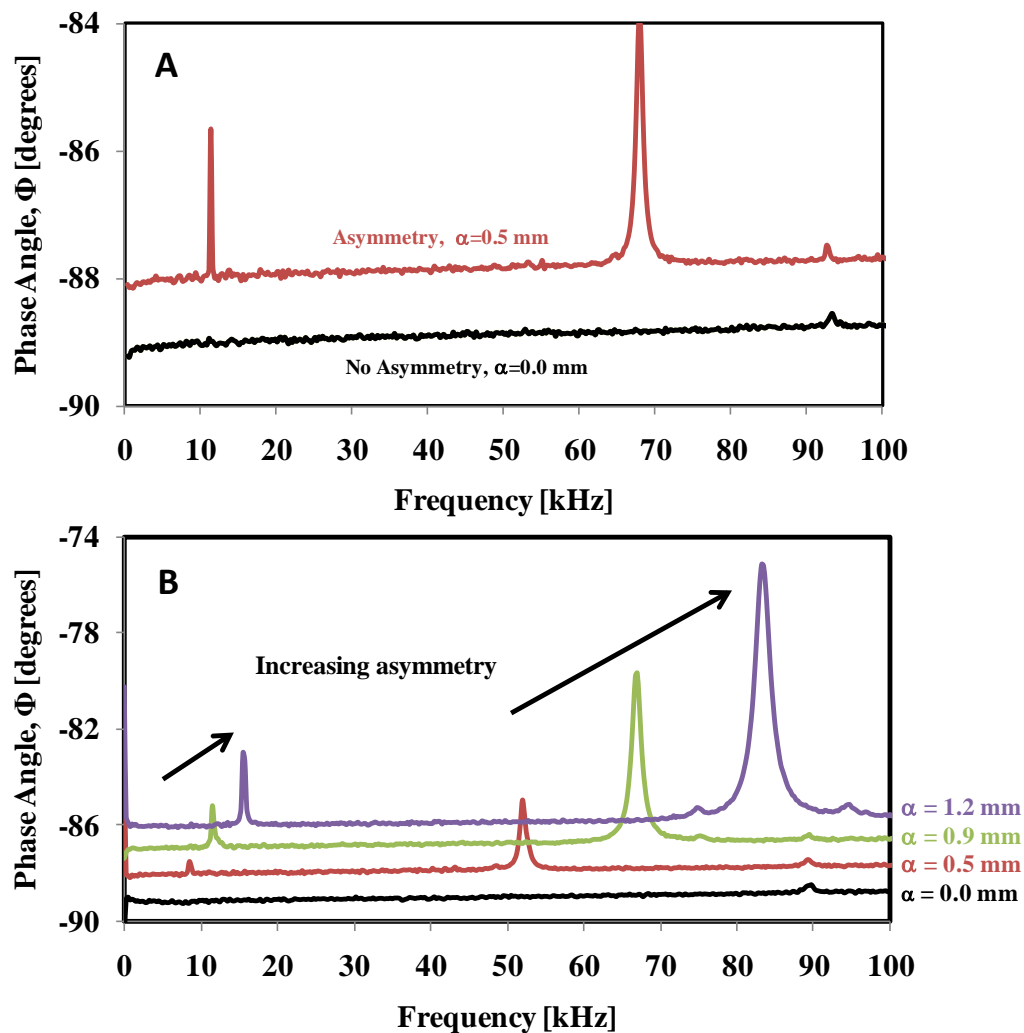 A
Phase Angle, Φ [degrees]
-84
-86
-88
-90
Asymmetry, α=0.5 mm
No Asymmetry, α=0.0 mm
0 10 20 30 40 50 60 70 80 90 100
Frequency [kHz]
B
Phase Angle, Φ [degrees]
-74
-78
-82
-86
-90
Increasing asymmetry
α = 1.2 mm
α = 0.9 mm
α = 0.5 mm
α = 0.0 mm
0 10 20 30 40 50 60 70 80 90 100
Frequency [kHz]